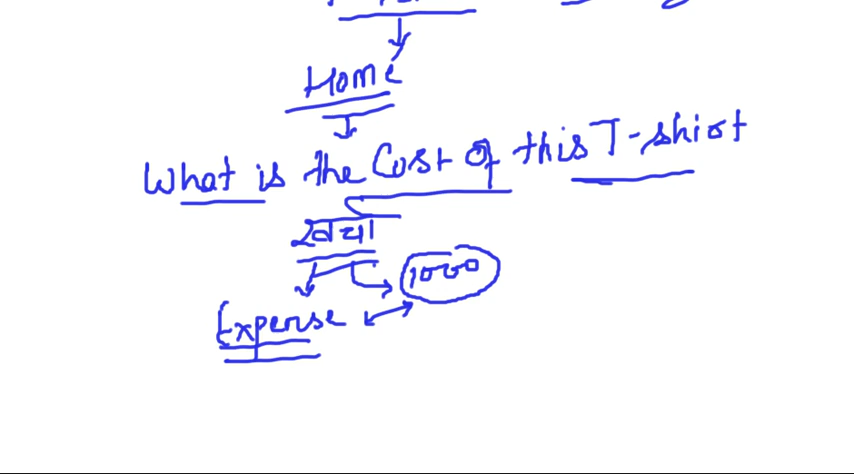 Home
What is the Cost of this T-shirt
खर्चा
1000
Expense